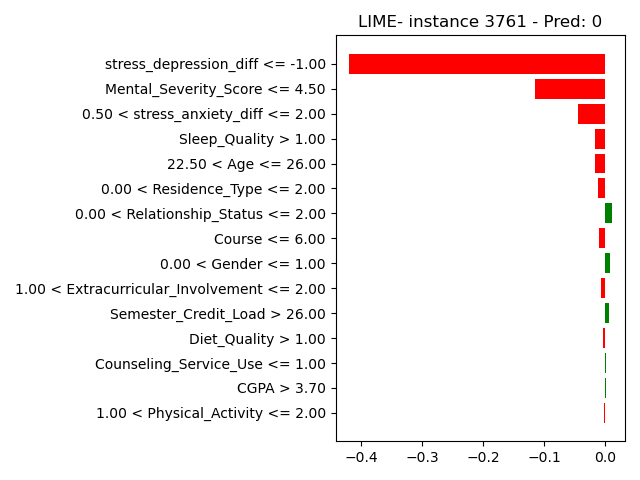 LIME- instance 3761 - Pred: 0
stress_depression_diff <= -1.00
Mental_Severity_Score <= 4.50
0.50 < stress_anxiety_diff <= 2.00
Sleep_Quality > 1.00
22.50 < Age <= 26.00
0.00 < Residence_Type <= 2.00
0.00 < Relationship_Status <= 2.00
Course <= 6.00
0.00 < Gender <= 1.00
1.00 < Extracurricular_Involvement <= 2.00
Semester_Credit_Load > 26.00
Diet_Quality > 1.00
Counseling_Service_Use <= 1.00
CGPA > 3.70
1.00 < Physical_Activity <= 2.00
−0.4 −0.3 −0.2 −0.1 0.0